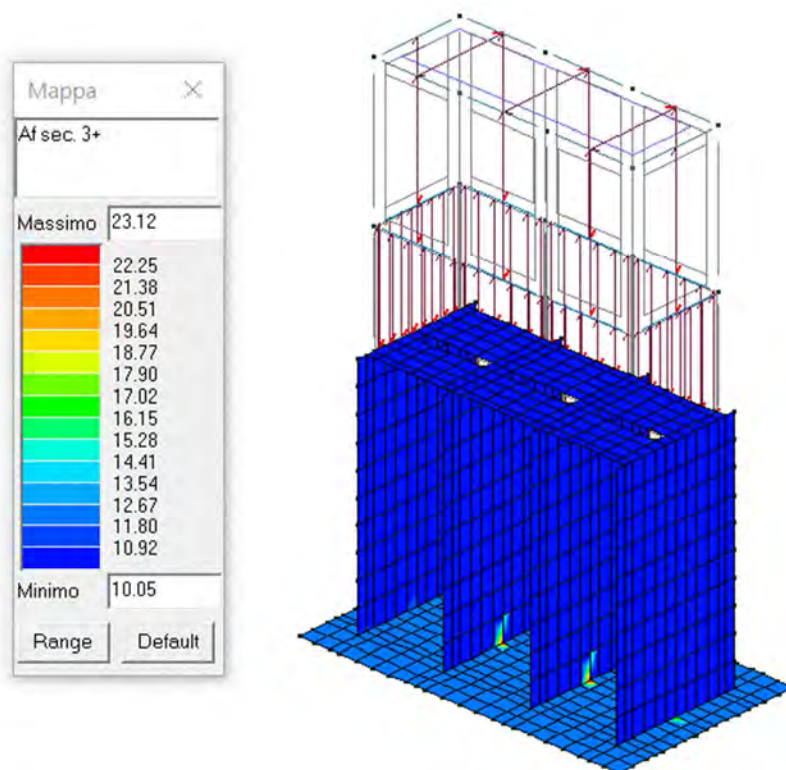 Mappa
Af sec. 3+
Massimo 23.12
22.25
21.38
20.51
19.64
18.77
17.90
17.02
16.15
15.28
14.41
13.54
12.67
11.80
10.92
Minimo 10.05
Range Default